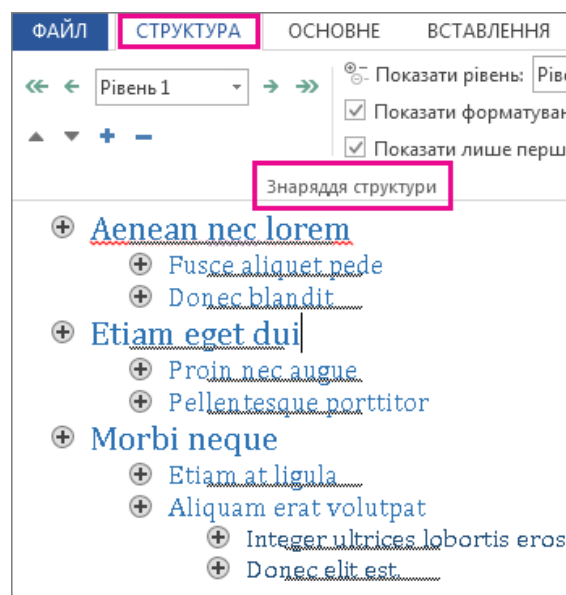 ФАЙЛ СТРУКТУРА ОСНОВНЕ ВСТАВЛЕННЯ
Рівень 1 Показати рівень: Рів
Показати форматуван
Показати лише перш
Знаряддя структури
Aenean nec lorem
Fusce aliquet pede
Donec blandit
Etiam eget dui
Proin nec augue
Pellentesque porttitor
Morbi neque
Etiam at ligula
Aliquam erat volutpat
Integer ultrices lobortis eros
Donec elit est.